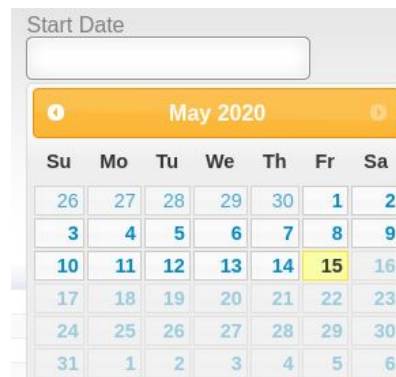 Start Date
May 2020
Su Mo Tu We Th Fr Sa
26 27 28 29 30 1 2
3 4 5 6 7 8 9
10 11 12 13 14 15 16
17 18 19 20 21 22 23
24 25 26 27 28 29 30
31 1 2 3 4 5 6